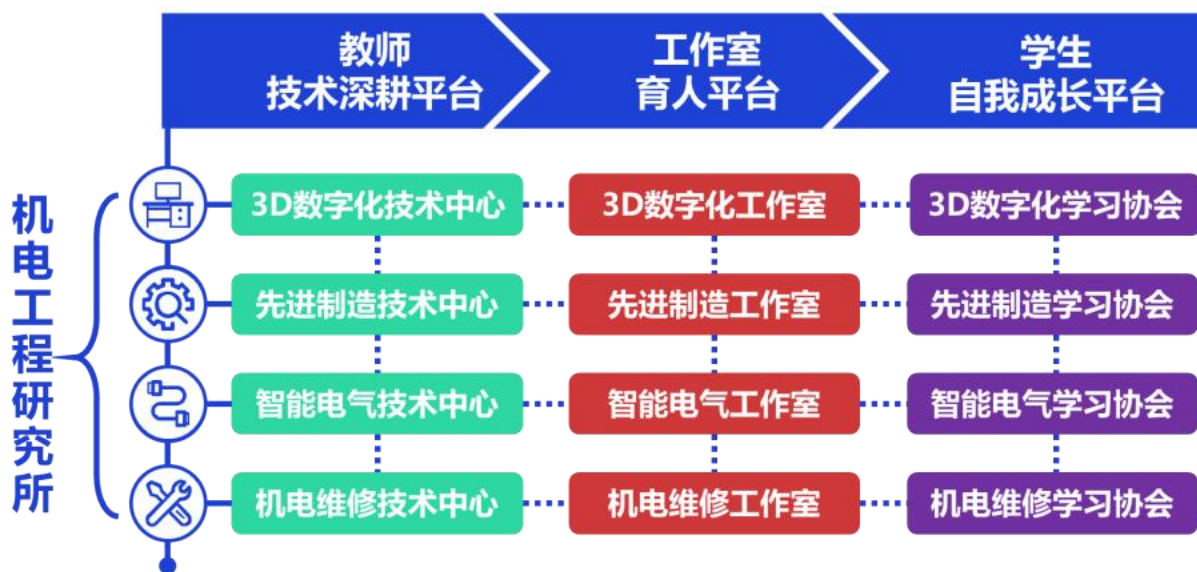 教师
技术深耕平台
工作室
育人平台
学生
自我成长平台
机电工程研究所
3D数字化技术中心
3D数字化工作室
3D数字化学习协会
先进制造技术中心
先进制造工作室
先进制造学习协会
智能电气技术中心
智能电气工作室
智能电气学习协会
机电维修技术中心
机电维修工作室
机电维修学习协会